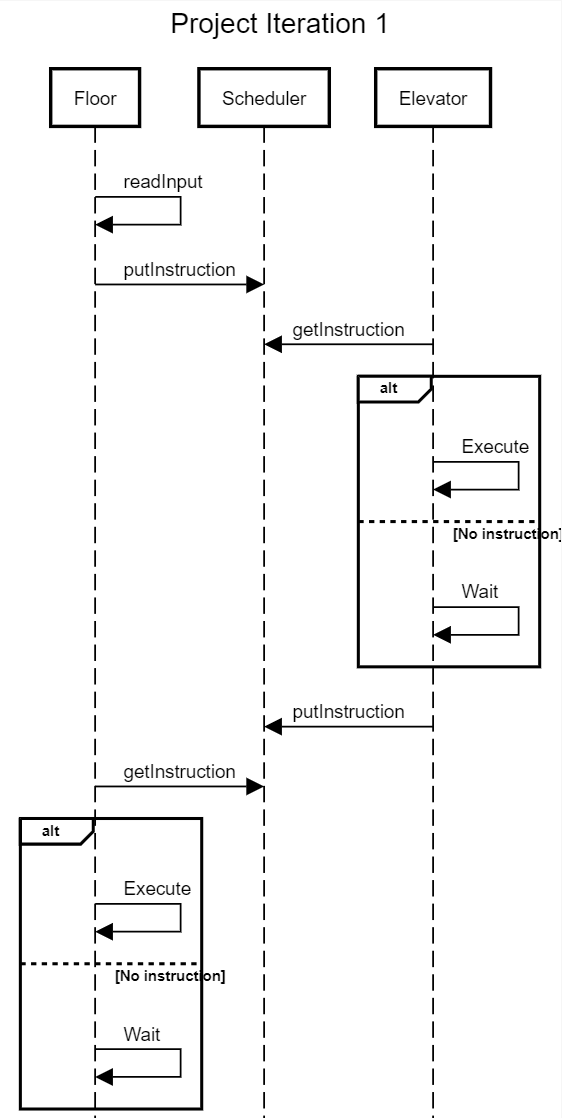 Project Iteration 1
Floor
Scheduler
Elevator
readInput
putInstruction
getInstruction
alt
Execute
[No instruction]
Wait
putInstruction
getInstruction
alt
Execute
[No instruction]
Wait